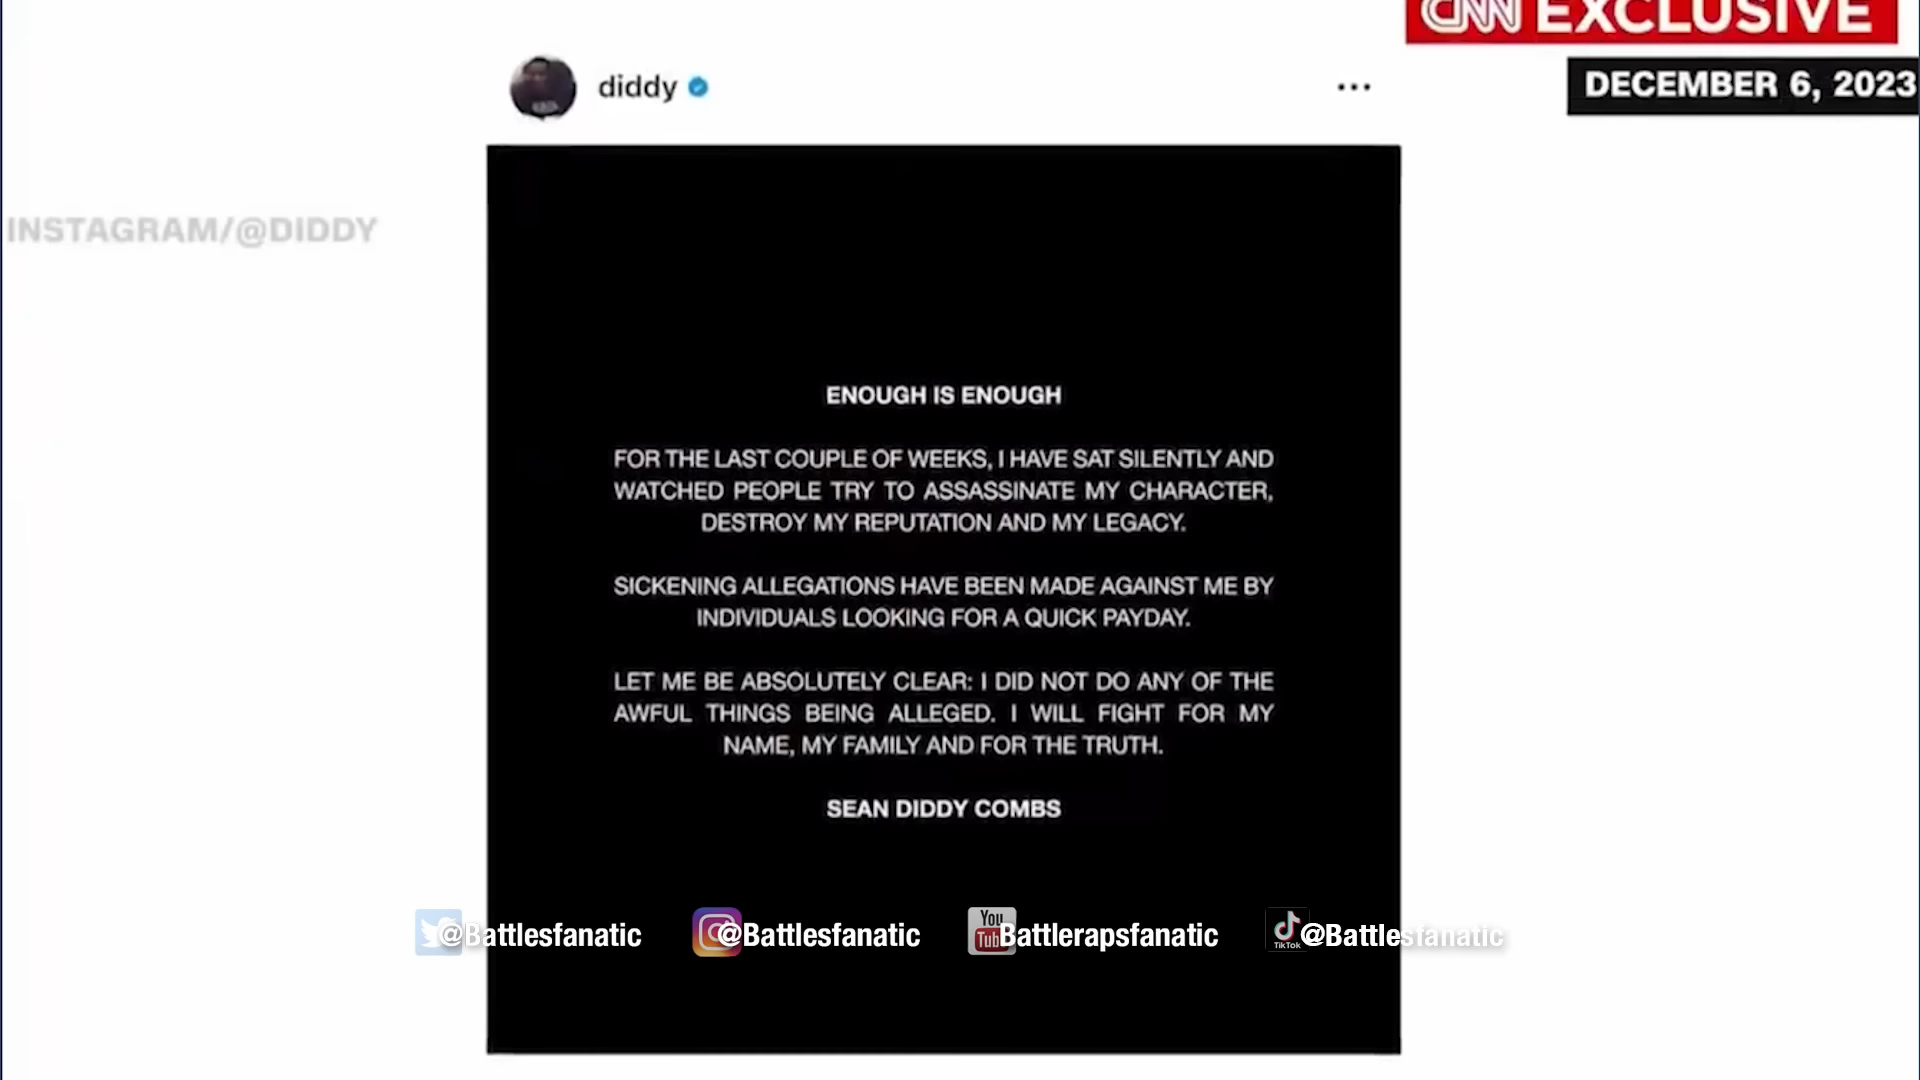 CNN EXCLUSIVE
DECEMBER 6, 2023
diddy
INSTAGRAM/@DIDDY
ENOUGH IS ENOUGH
FOR THE LAST COUPLE OF WEEKS, I HAVE SAT SILENTLY AND
WATCHED PEOPLE TRY TO ASSASSINATE MY CHARACTER,
DESTROY MY REPUTATION AND MY LEGACY.
SICKENING ALLEGATIONS HAVE BEEN MADE AGAINST ME BY
INDIVIDUALS LOOKING FOR A QUICK PAYDAY.
LET ME BE ABSOLUTELY CLEAR: I DID NOT DO ANY OF THE
AWFUL THINGS BEING ALLEGED. I WILL FIGHT FOR MY
NAME, MY FAMILY AND FOR THE TRUTH.
SEAN DIDDY COMBS
@Battlesfanatic @Battlesfanatic You Tube Battlerapsfanatic TikTok @Battlesfanatic